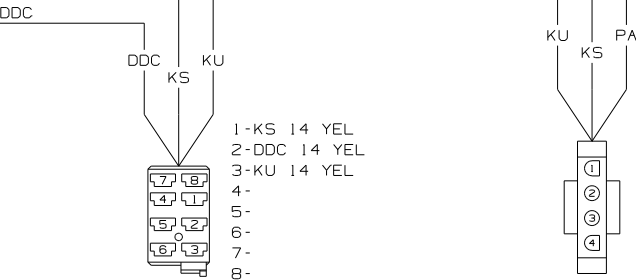 DDC
DDC
KS
KU
1-KS 14 YEL
2-DDC 14 YEL
3-KU 14 YEL
4-
5-
6-
7-
8-
7 8
4 1
5 2
6 3
KU
KS
PA
1
2
3
4